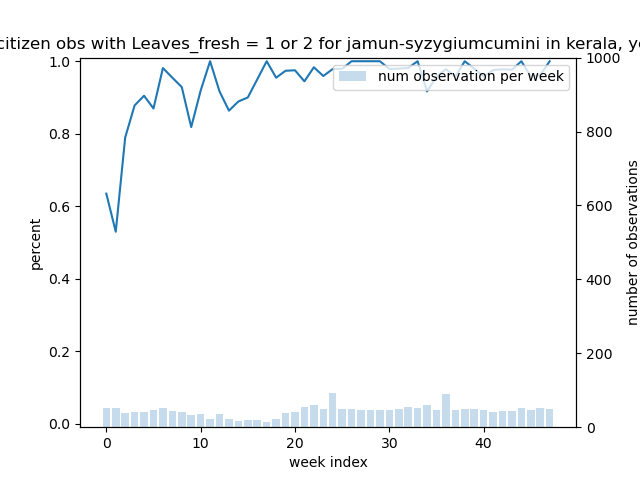 citizen obs with Leaves_fresh = 1 or 2 for jamun-syzygiumcumini in kerala,
num observation per week
percent
1.0
0.8
0.6
0.4
0.2
0.0
1000
800
600
400
200
0
number of observations
0 10 20 30 40
week index